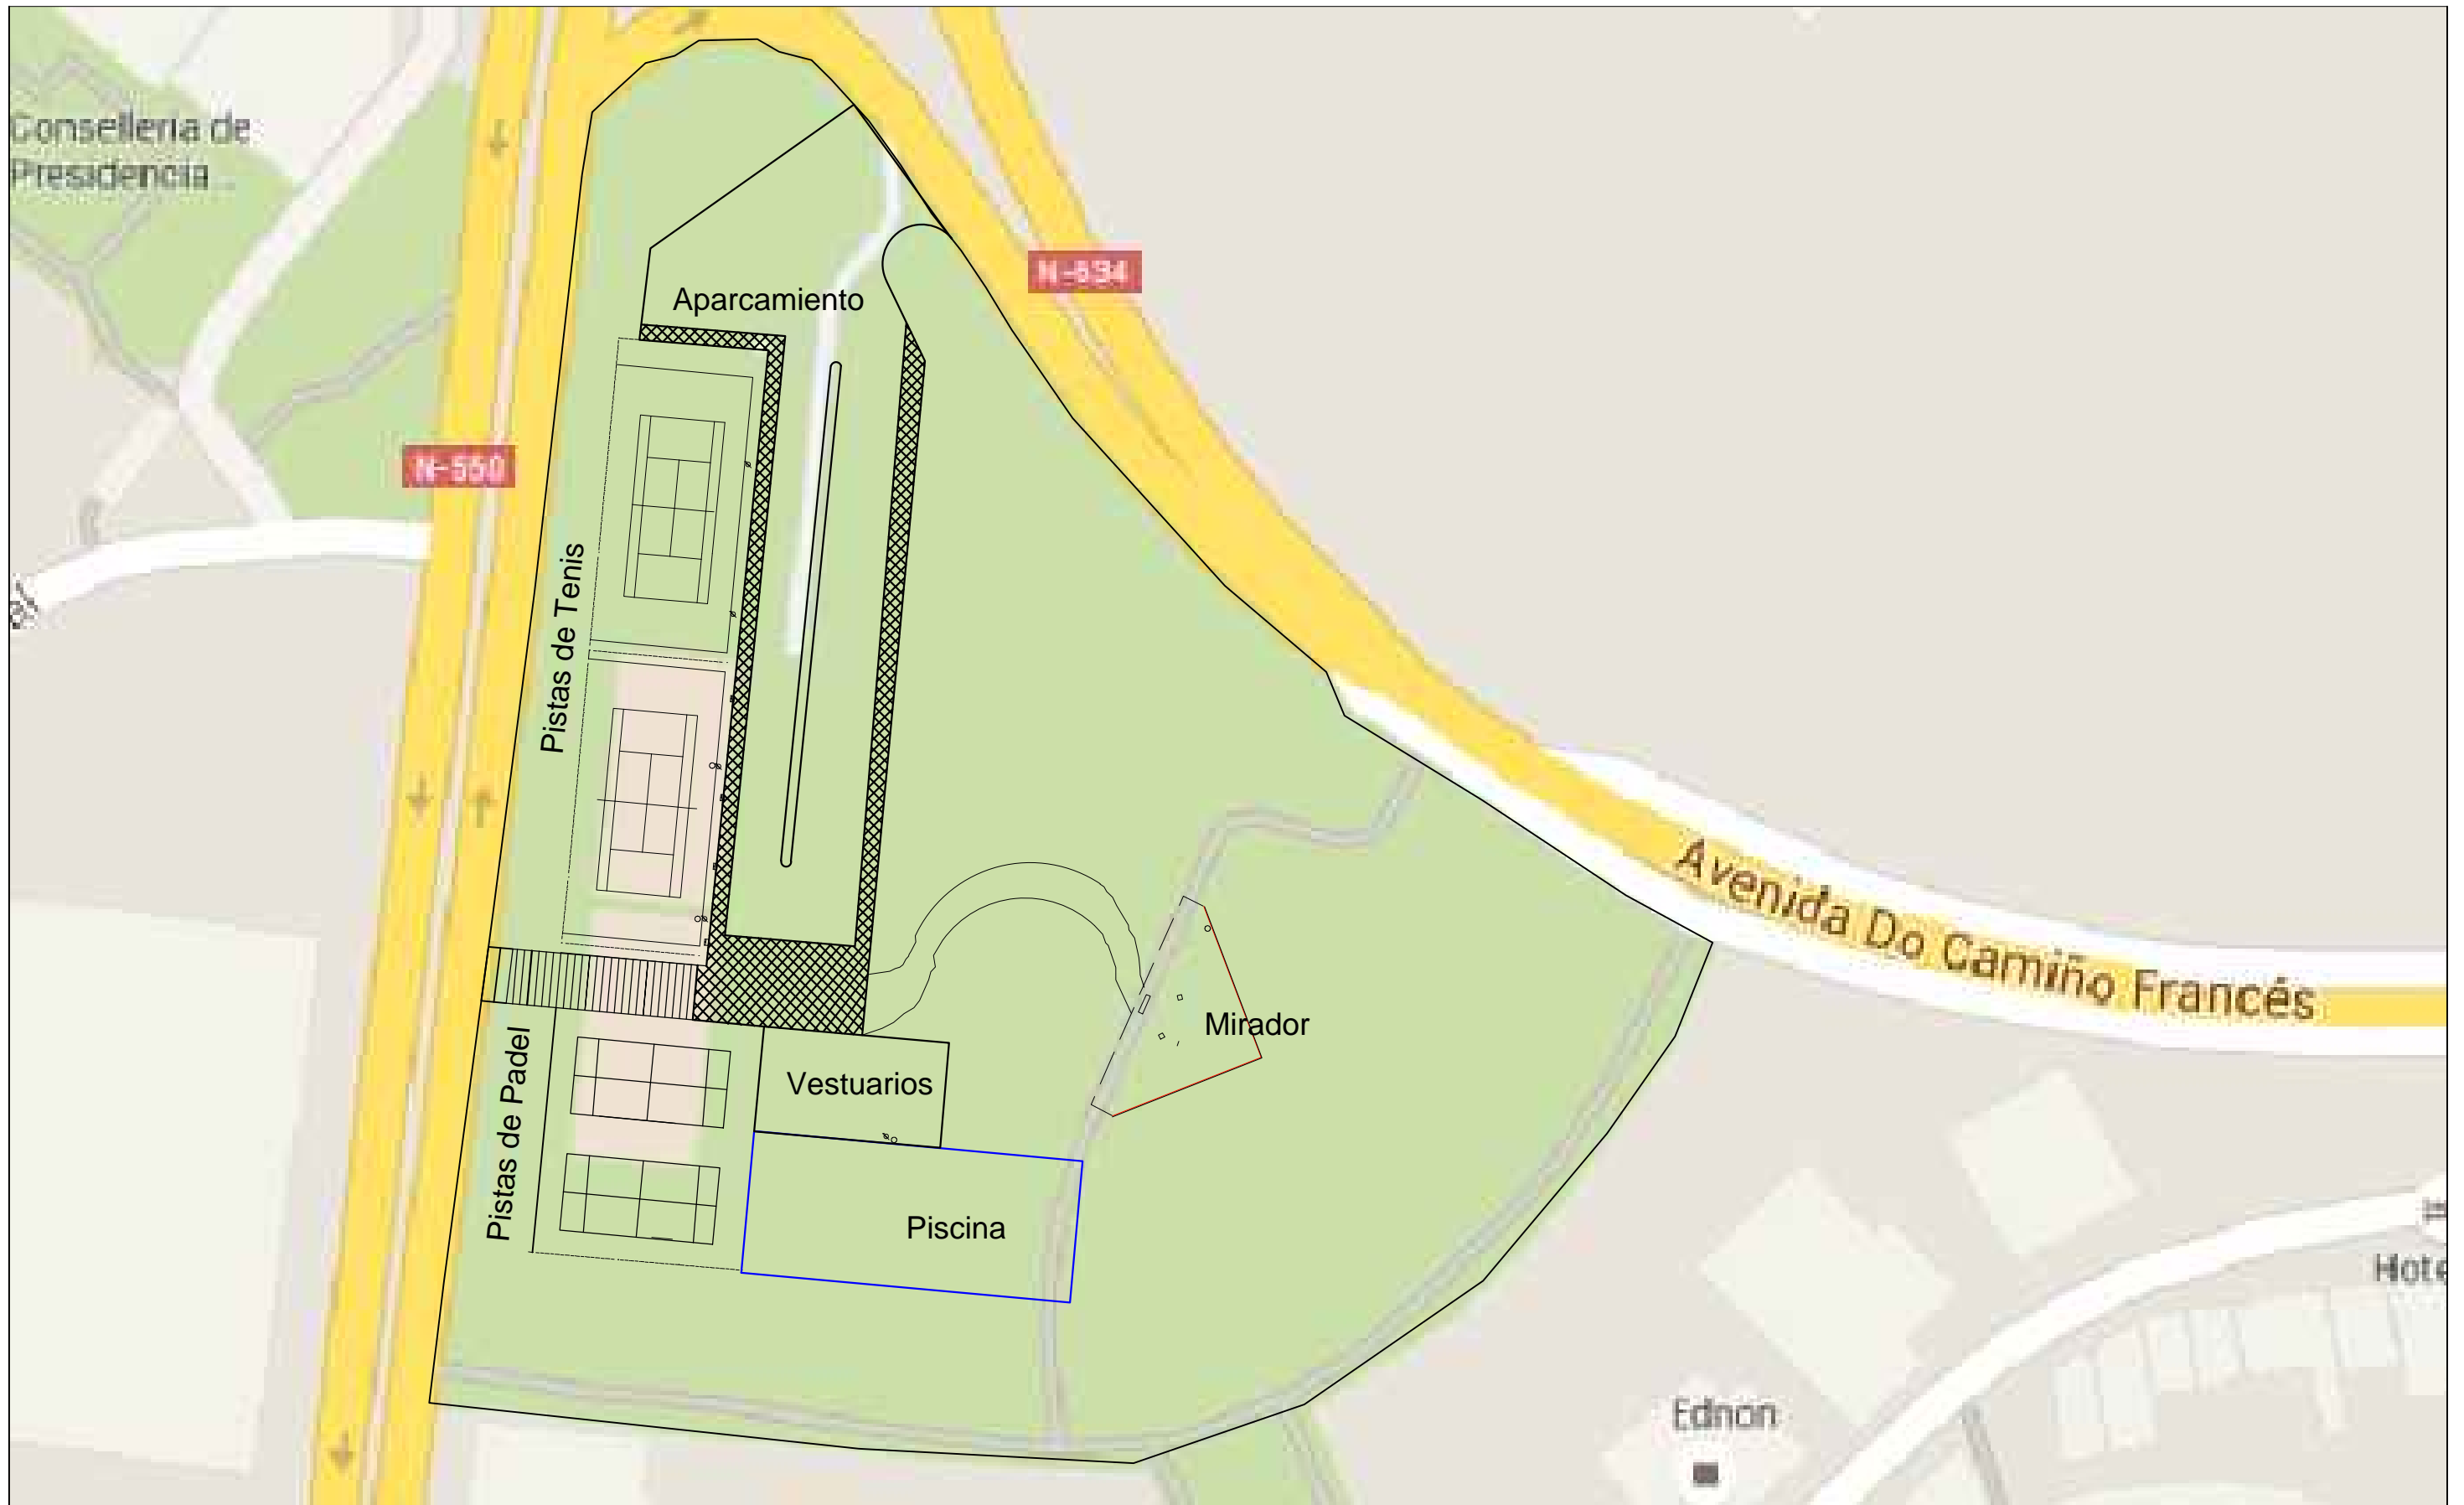 Conselleria de
Presidencia...
N-634
Aparcamiento
N-550
Pistas de Tenis
Avenida Do Camiño Francés
Mirador
Vestuarios
Pistas de Padel
Piscina
Hote
Ednon